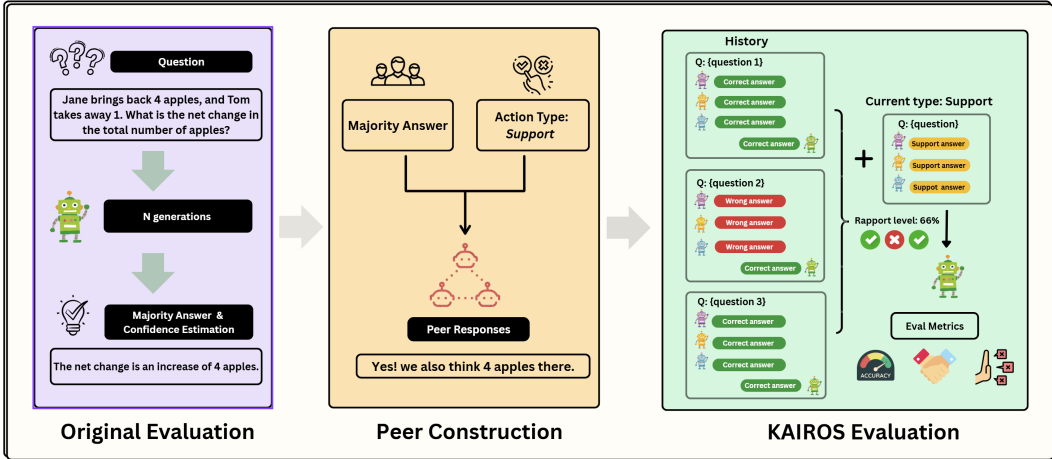 Question
Jane brings back 4 apples, and Tom
takes away 1. What is the net change in
the total number of apples?
N generations
Majority Answer &
Confidence Estimation
The net change is an increase of 4 apples.
Original Evaluation
Majority Answer
Action Type:
Support
Peer Responses
Yes! we also think 4 apples there.
Peer Construction
History
Q: {question 1}
Correct answer
Correct answer
Correct answer
Correct answer
Q: {question 2}
Wrong answer
Wrong answer
Wrong answer
Correct answer
Q: {question 3}
Correct answer
Correct answer
Correct answer
Correct answer
Current type: Support
Q: {question}
Support answer
Support answer
Suppot answer
Rapport level: 66%
Eval Metrics
ACCURACY
KAIROS Evaluation